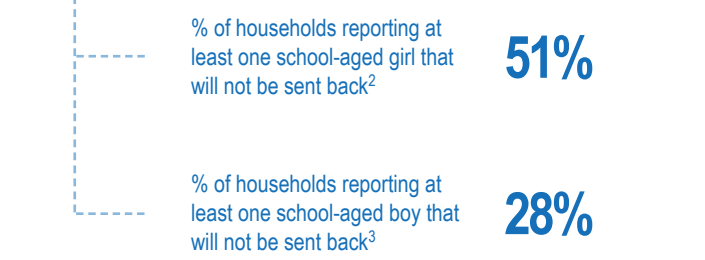 % of households reporting at
least one school-aged girl that
will not be sent back²
51%
% of households reporting at
least one school-aged boy that
will not be sent back³
28%